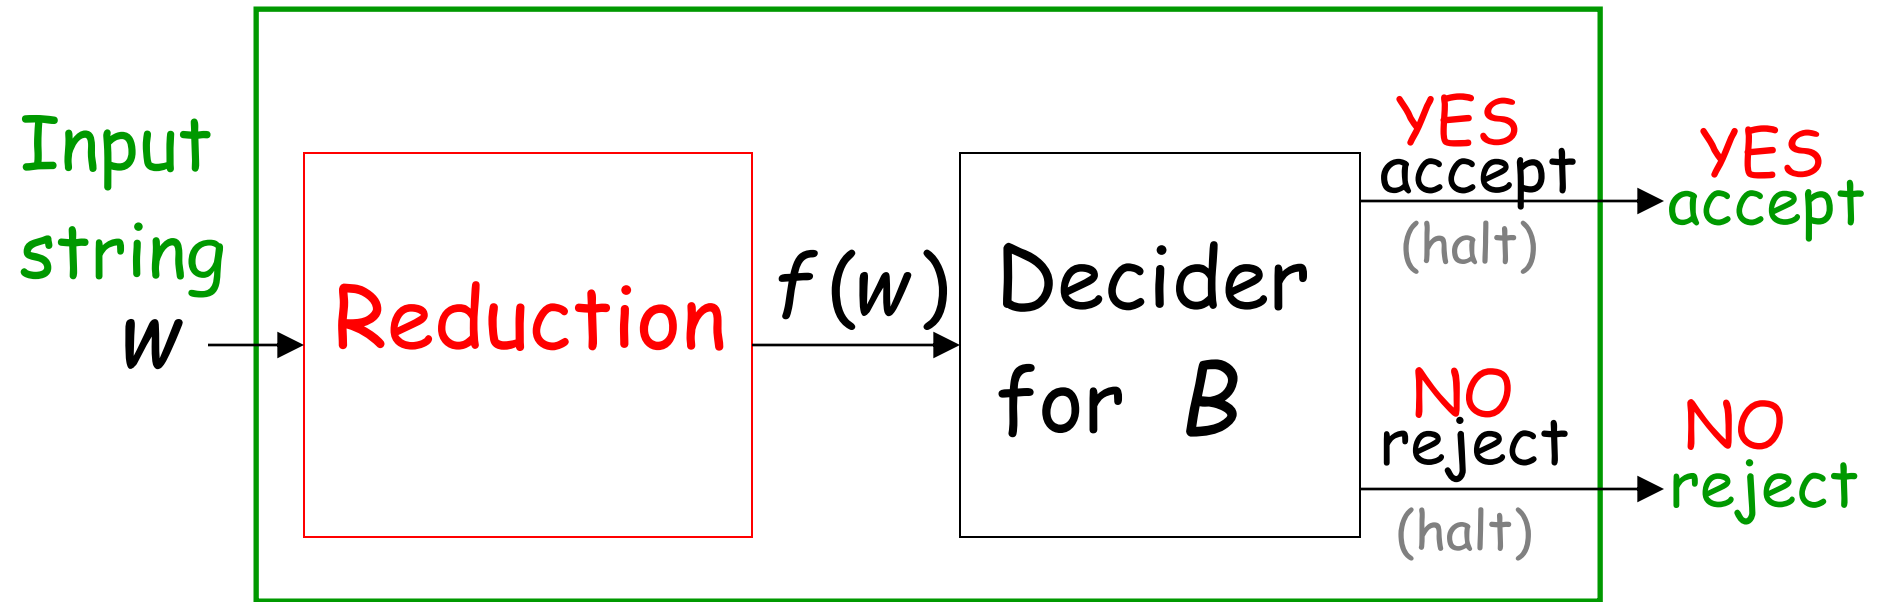 Input
string
w
Reduction
f(w)
Decider
for B
YES
accept
(halt)
NO
reject
(halt)
YES
accept
NO
reject